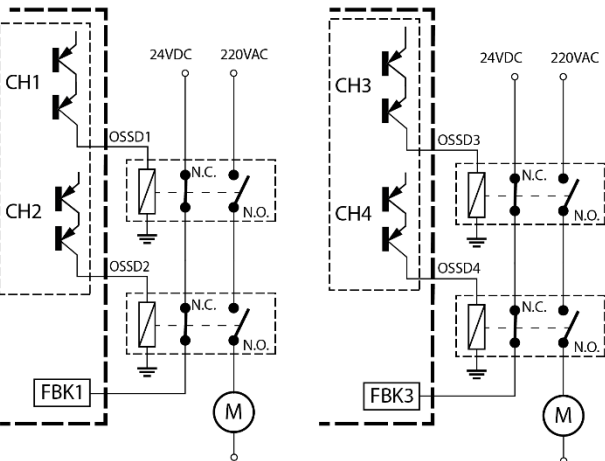 24VDC 220VAC
CH1
OSSD1
N.C.
N.O.
CH2
OSSD2
N.C.
N.O.
FBK1
M
24VDC 220VAC
CH3
OSSD3
N.C.
N.O.
CH4
OSSD4
N.C.
N.O.
FBK3
M